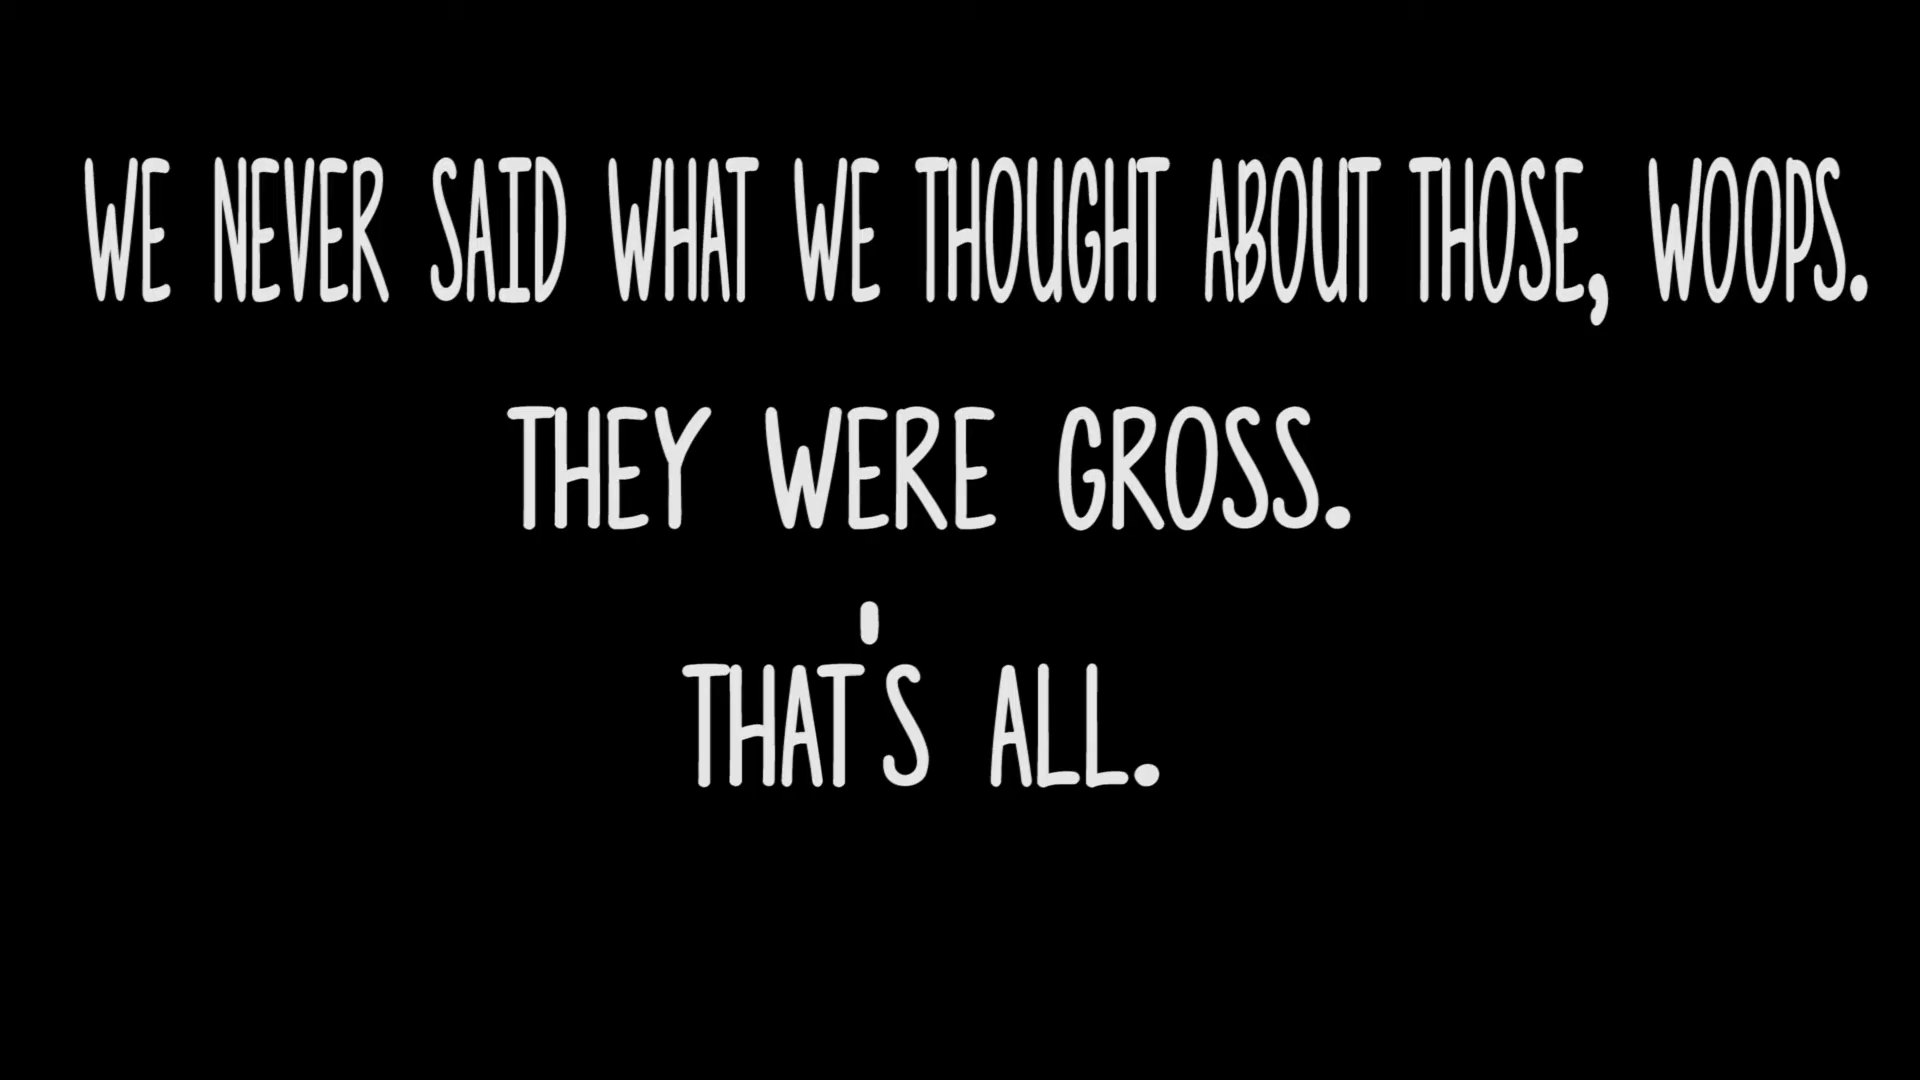 WE NEVER SAID WHAT WE THOUGHT ABOUT THOSE, WOOPS.
THEY WERE GROSS.
THAT'S ALL.